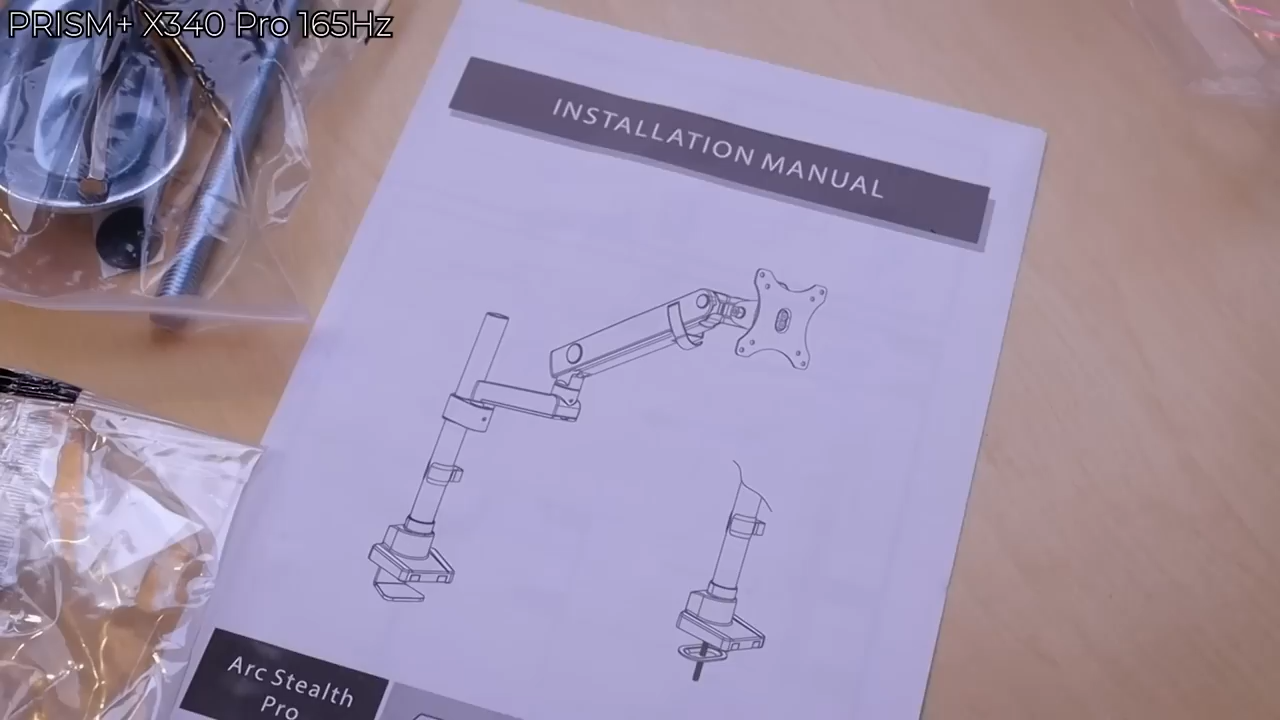 PRISM+ X340 Pro 165Hz
INSTALLATION MANUAL
Arc Stealth
Pro